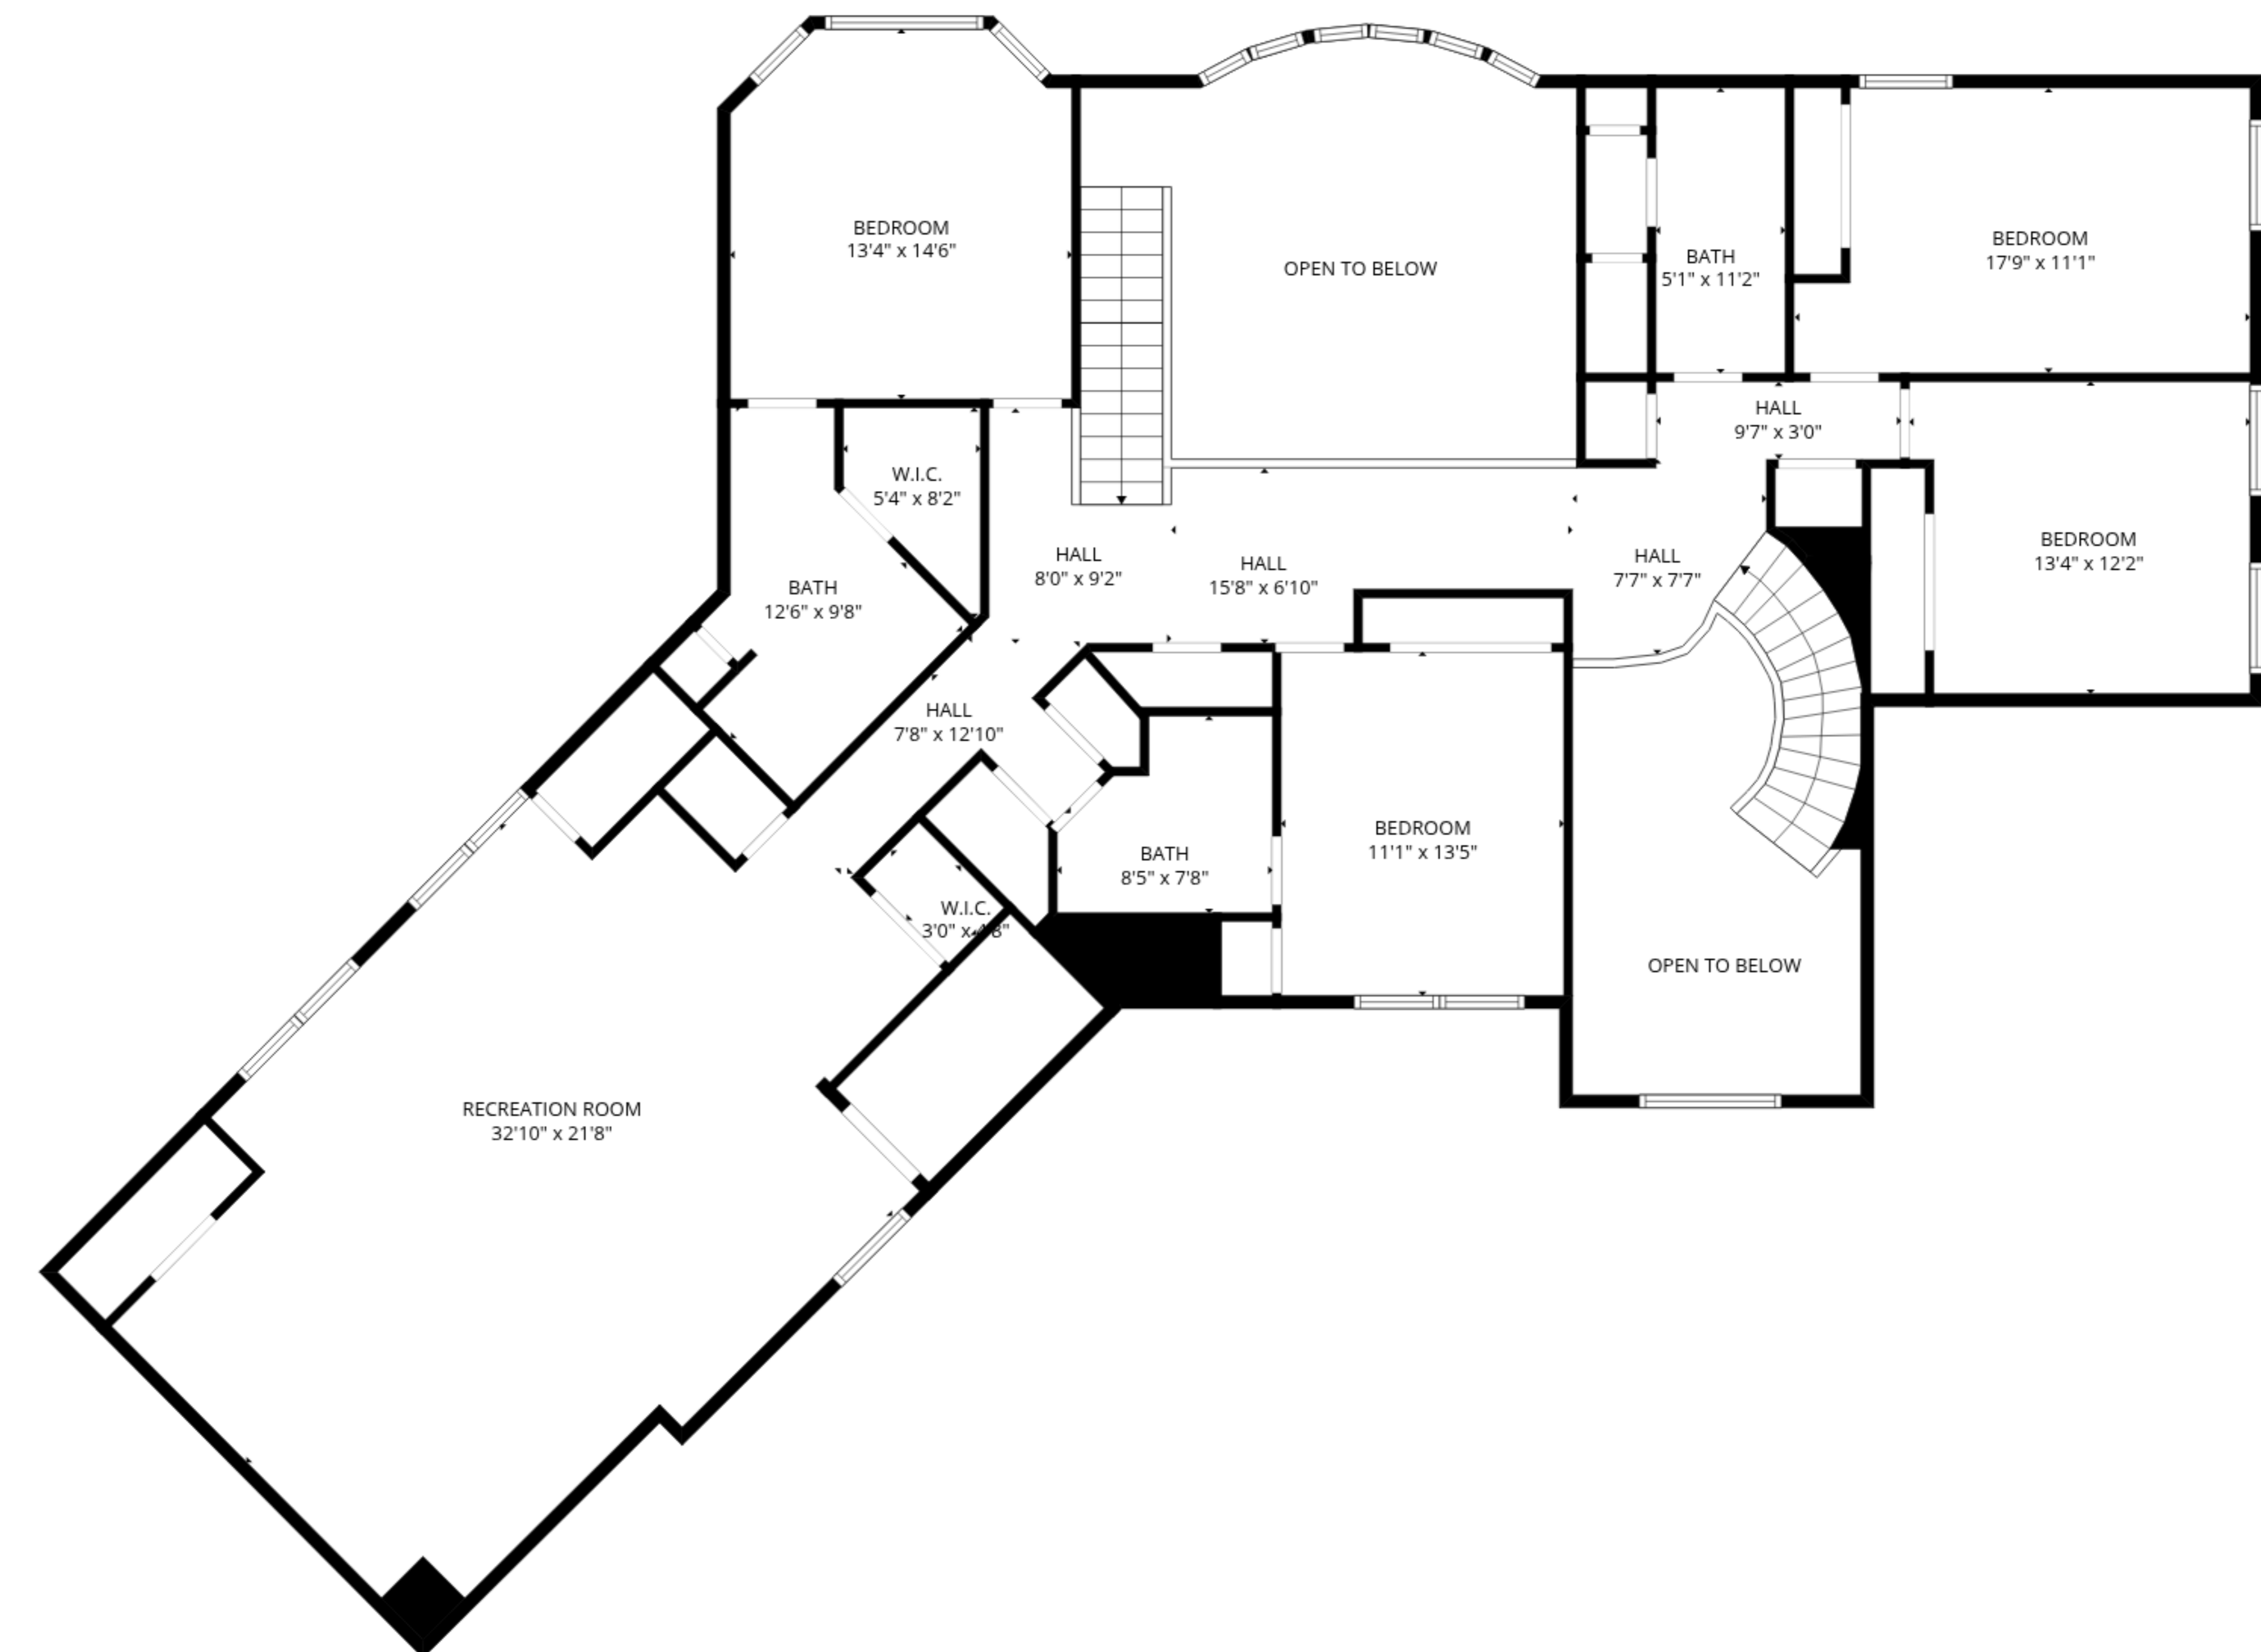 BEDROOM
13'4" x 14'6"
OPEN TO BELOW
BATH
5'1" x 11'2"
BEDROOM
17'9" x 11'1"
HALL
9'7" x 3'0"
W.I.C.
5'4" x 8'2"
BEDROOM
13'4" x 12'2"
HALL
8'0" x 9'2"
HALL
15'8" x 6'10"
HALL
7'7" x 7'7"
BATH
12'6" x 9'8"
HALL
7'8" x 12'10"
BEDROOM
11'1" x 13'5"
BATH
8'5" x 7'8"
W.I.C.
3'0" x 4'8"
OPEN TO BELOW
RECREATION ROOM
32'10" x 21'8"